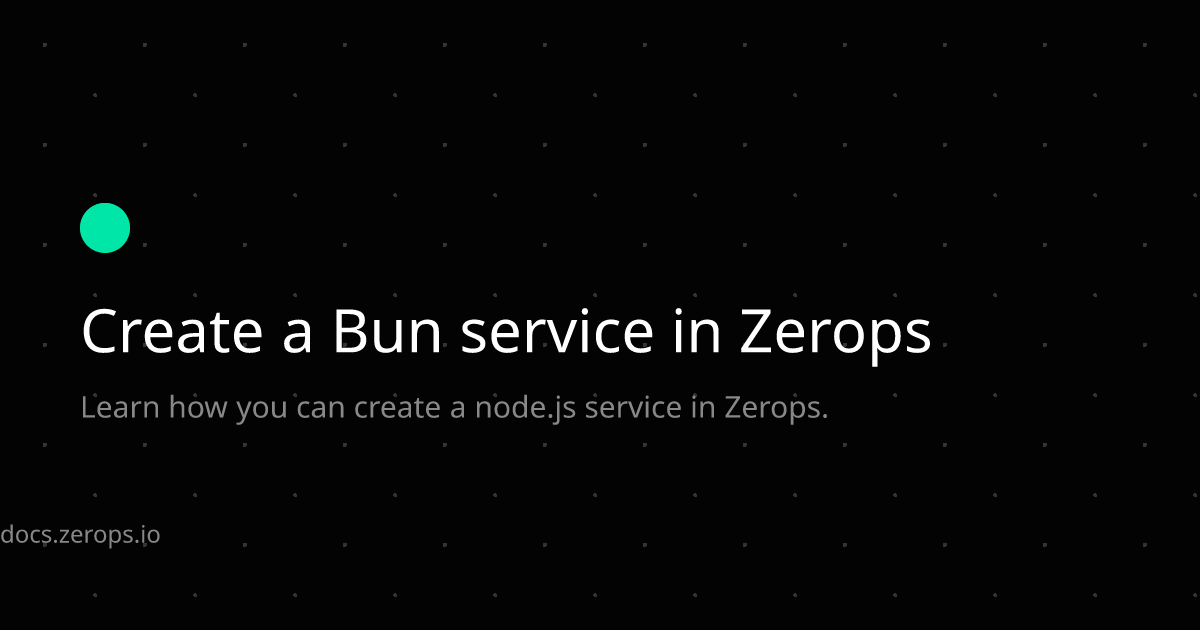 Create a Bun service in Zerops
Learn how you can create a node.js service in Zerops.
docs.zerops.io